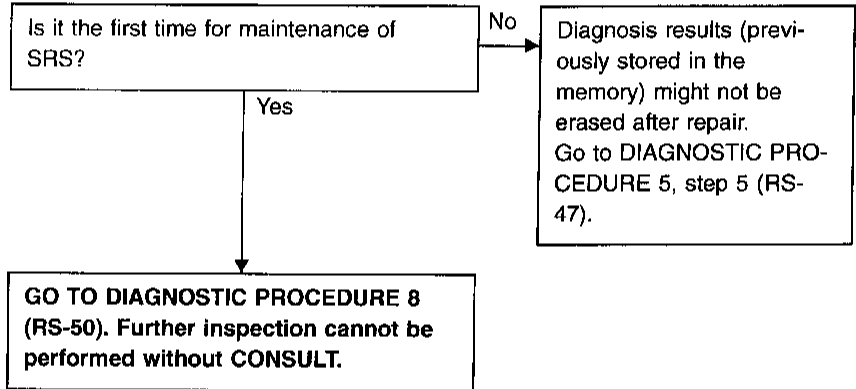 Is it the first time for maintenance of
SRS?
No
Diagnosis results (previ-
ously stored in the
memory) might not be
erased after repair.
Go to DIAGNOSTIC PRO-
CEDURE 5, step 5 (RS-
47).
Yes
GO TO DIAGNOSTIC PROCEDURE 8
(RS-50). Further inspection cannot be
performed without CONSULT.